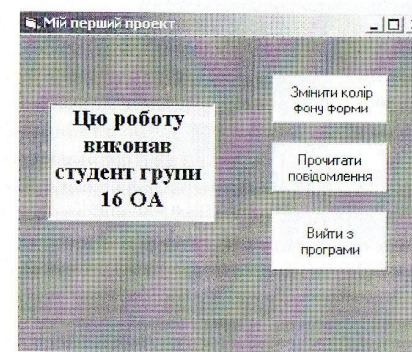 Мій перший проект
Цю роботу
виконав
студент групи
16 ОА
Змінити колір
фону форми
Прочитати
повідомлення
Вийти з
програми